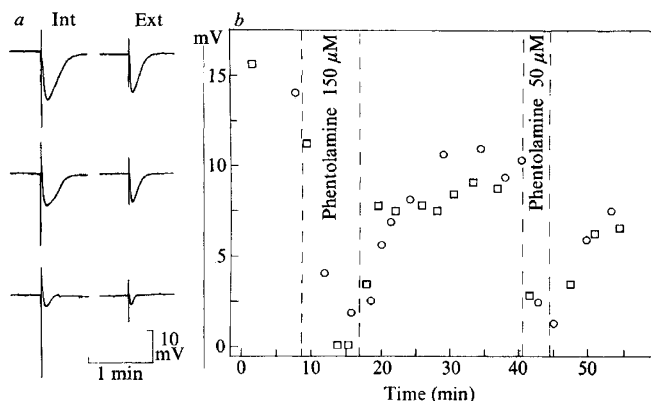 a Int Ext
10
mV
1 min
b
mV
15
10
5
0
Phentolamine 150 μM
Phentolamine 50 μM
0 10 20 30 40 50
Time (min)